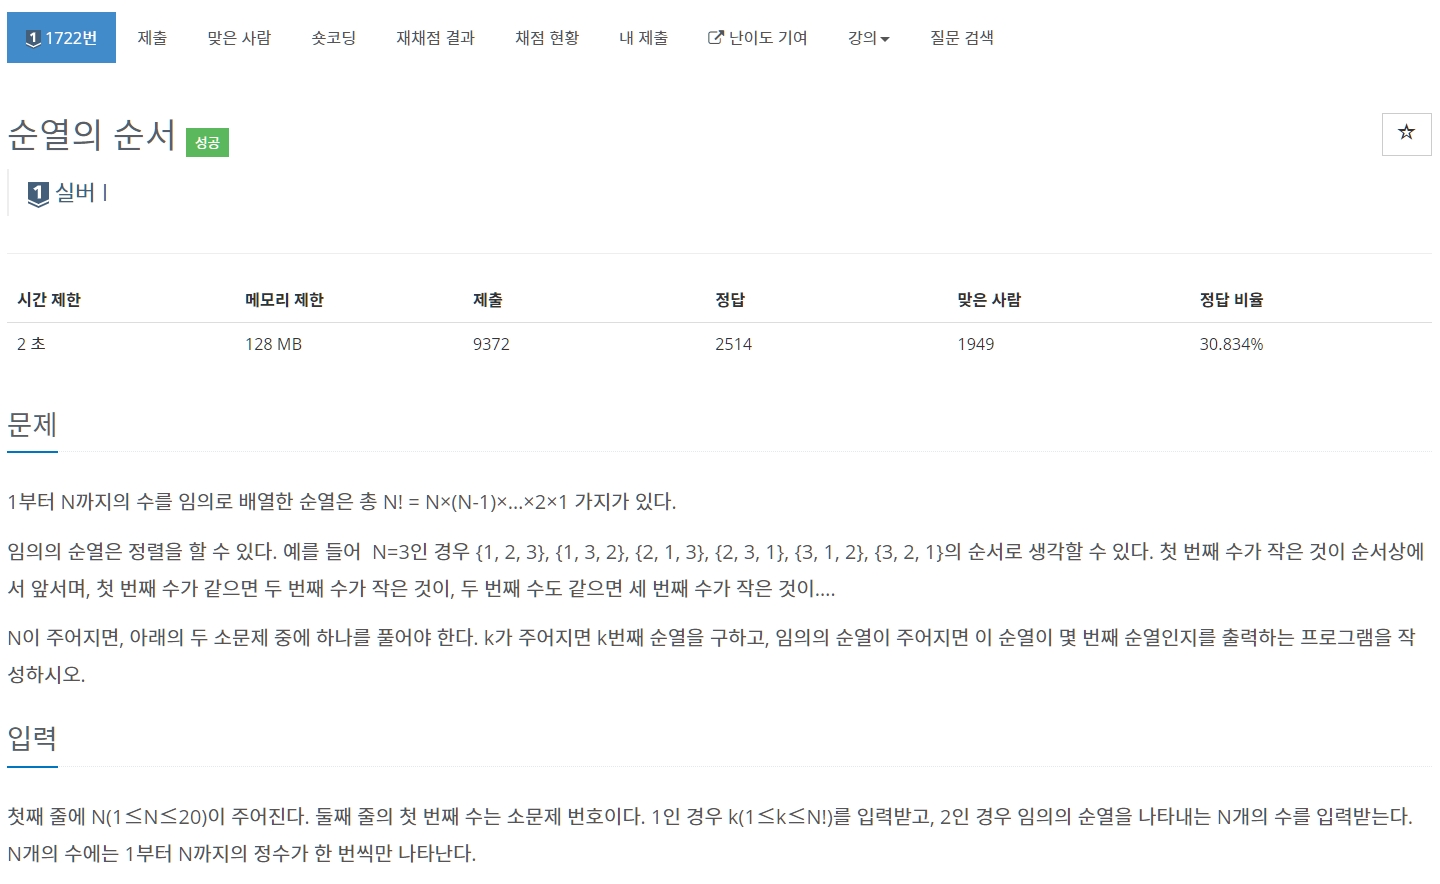 1 1722번 제출 맞은 사람 숏코딩 재채점 결과 채점 현황 내 제출 난이도 기여 강의 질문 검색
순열의 순서 성공
1 실버 I
시간 제한 메모리 제한 제출 정답 맞은 사람 정답 비율
2 초 128 MB 9372 2514 1949 30.834%
문제
1부터 N까지의 수를 임의로 배열한 순열은 총 N! = N×(N-1)×…×2×1 가지가 있다.
임의의 순열은 정렬을 할 수 있다. 예를 들어  N=3인 경우 {1, 2, 3}, {1, 3, 2}, {2, 1, 3}, {2, 3, 1}, {3, 1, 2}, {3, 2, 1}의 순서로 생각할 수 있다. 첫 번째 수가 작은 것이 순서상에
서 앞서며, 첫 번째 수가 같으면 두 번째 수가 작은 것이, 두 번째 수도 같으면 세 번째 수가 작은 것이….
N이 주어지면, 아래의 두 소문제 중에 하나를 풀어야 한다. k가 주어지면 k번째 순열을 구하고, 임의의 순열이 주어지면 이 순열이 몇 번째 순열인지를 출력하는 프로그램을 작
성하시오.
입력
첫째 줄에 N(1≤N≤20)이 주어진다. 둘째 줄의 첫 번째 수는 소문제 번호이다. 1인 경우 k(1≤k≤N!)를 입력받고, 2인 경우 임의의 순열을 나타내는 N개의 수를 입력받는다.
N개의 수에는 1부터 N까지의 정수가 한 번씩만 나타난다.